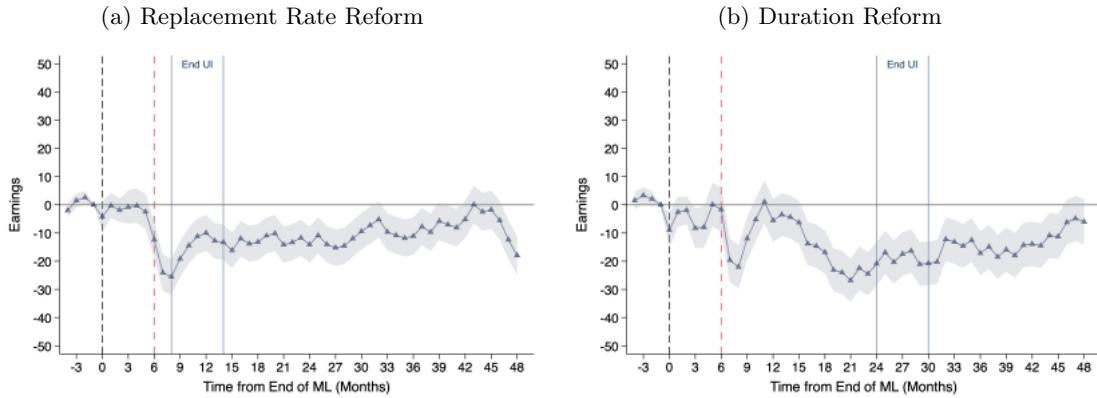 (a) Replacement Rate Reform
50
40
30
20
10
0
-10
-20
-30
-40
-50
Earnings
End UI
-3 0 3 6 8 9 12 14 15 18 21 24 27 30 33 36 39 42 45 48
Time from End of ML (Months)
(b) Duration Reform
50
40
30
20
10
0
-10
-20
-30
-40
-50
Earnings
End UI
-3 0 3 6 9 12 15 18 21 24 27 30 33 36 39 42 45 48
Time from End of ML (Months)